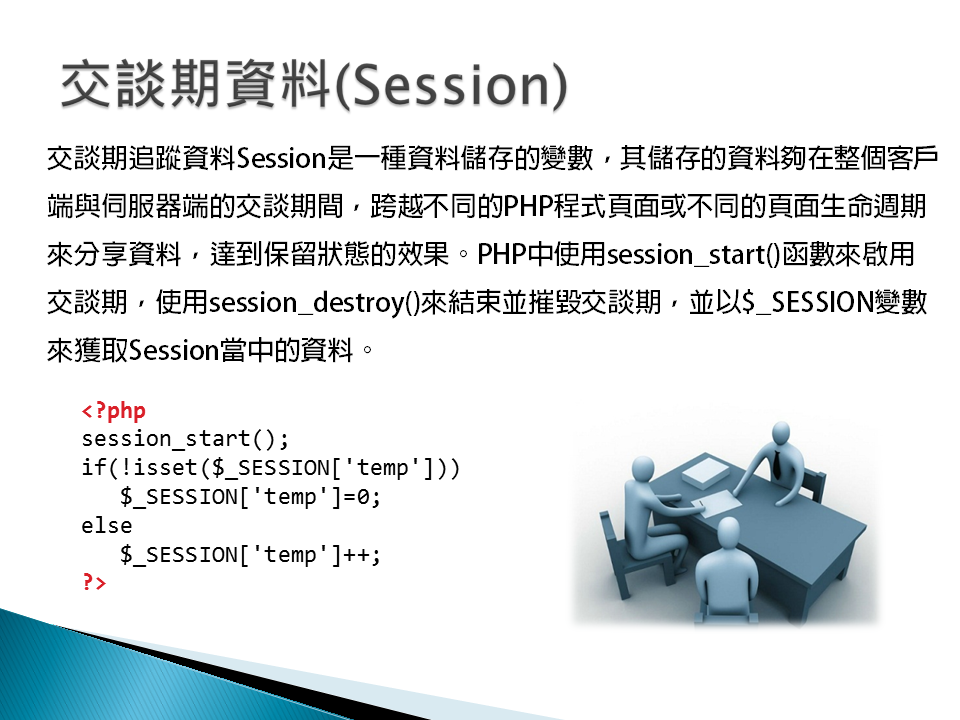 交談期資料(Session)
交談期追蹤資料Session是一種資料儲存的變數，其儲存的資料夠在整個客戶
端與伺服器端的交談期間，跨越不同的PHP程式頁面或不同的頁面生命週期
來分享資料，達到保留狀態的效果。PHP中使用session_start()函數來啟用
交談期，使用session_destroy()來結束並摧毀交談期，並以$_SESSION變數
來獲取Session當中的資料。
<?php
session_start();
if(!isset($_SESSION['temp']))
   $_SESSION['temp']=0;
else
   $_SESSION['temp']++;
?>